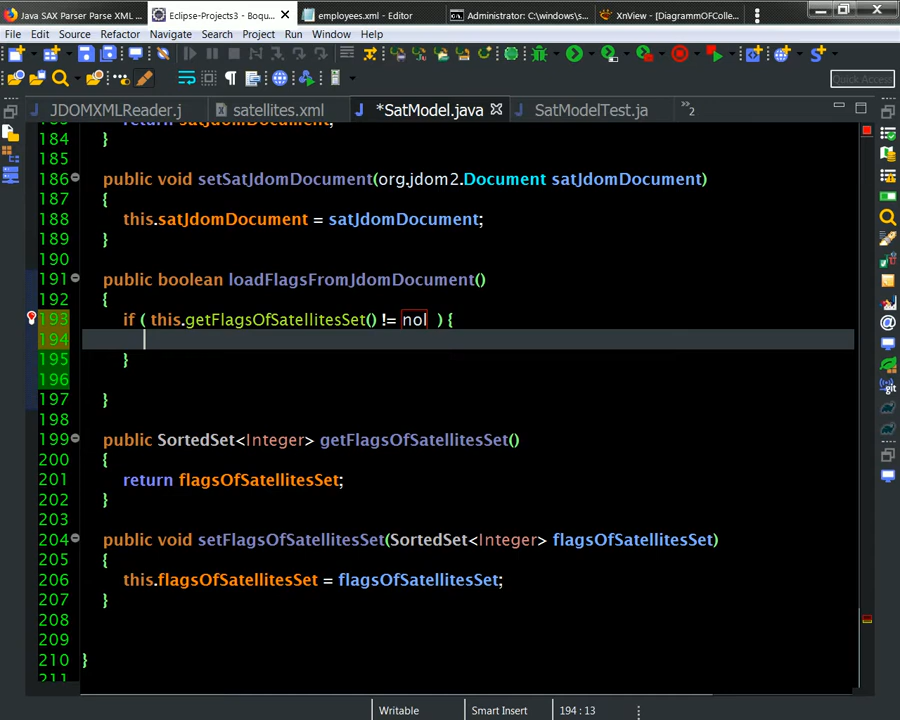 Java SAX Parser Parse XML ...
Eclipse-Projects3 - Boqu...
employees.xml - Editor
Administrator: C:\windows\s...
XnView - [DiagrammOFColle...
File Edit Source Refactor Navigate Search Project Run Window Help
Quick Access
JDOMXMLReader.j
satellites.xml
*SatModel.java
SatModelTest.ja
»2
return satJdomDocument;
184 }
185
186 public void setSatJdomDocument(org.jdom2.Document satJdomDocument)
187 {
188 this.satJdomDocument = satJdomDocument;
189 }
190
191 public boolean loadFlagsFromJdomDocument()
192 {
193 if ( this.getFlagsOfSatellitesSet() != nol ) {
194
195 }
196
197 }
198
199 public SortedSet<Integer> getFlagsOfSatellitesSet()
200 {
201 return flagsOfSatellitesSet;
202 }
203
204 public void setFlagsOfSatellitesSet(SortedSet<Integer> flagsOfSatellitesSet)
205 {
206 this.flagsOfSatellitesSet = flagsOfSatellitesSet;
207 }
208
209
210 }
211
Writable Smart Insert 194 : 13